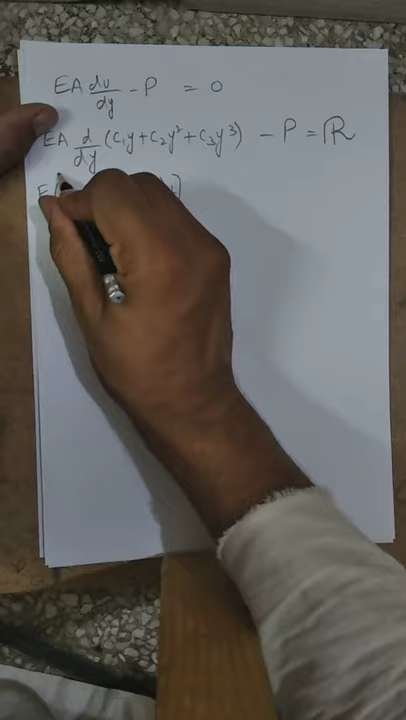 EA du/dy - P = 0
EA d/dy (C₁y + C₂y² + C₃y³) - P = R
E(